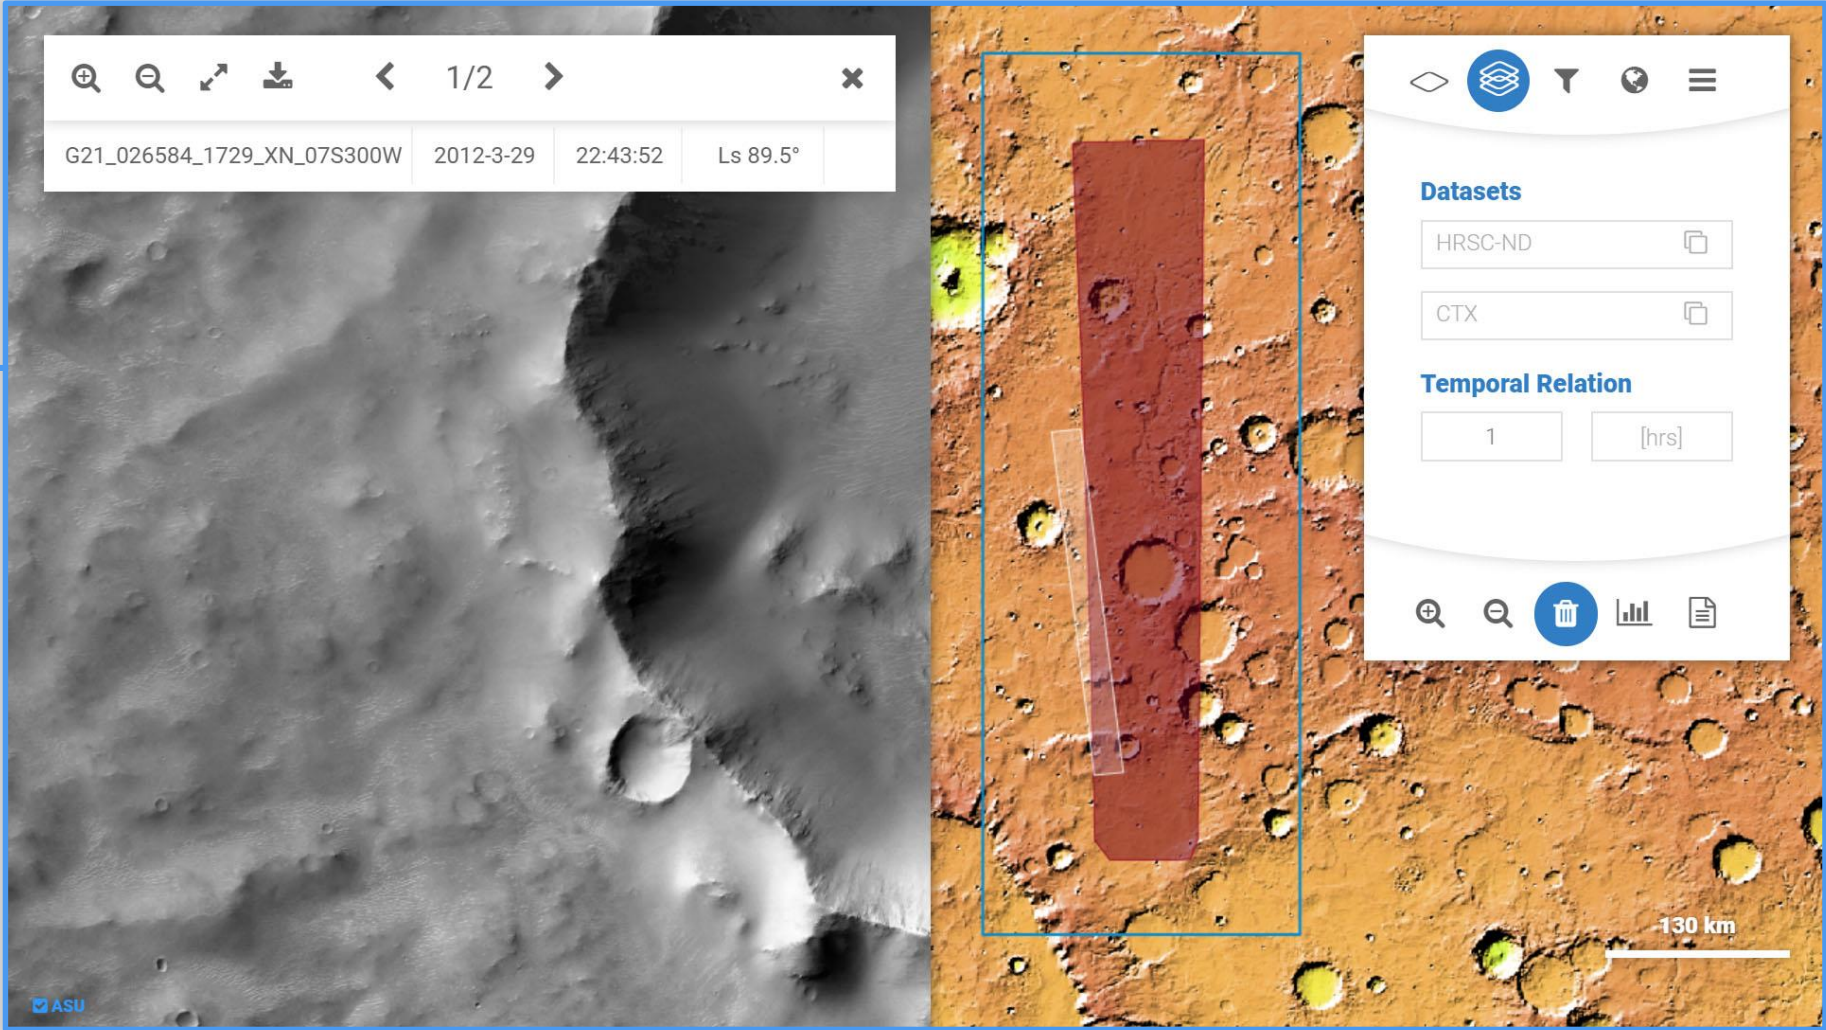 1/2
G21_026584_1729_XN_07S300W 2012-3-29 22:43:52 Ls 89.5°
Datasets
HRSC-ND
CTX
Temporal Relation
1 [hrs]
130 km
ASU